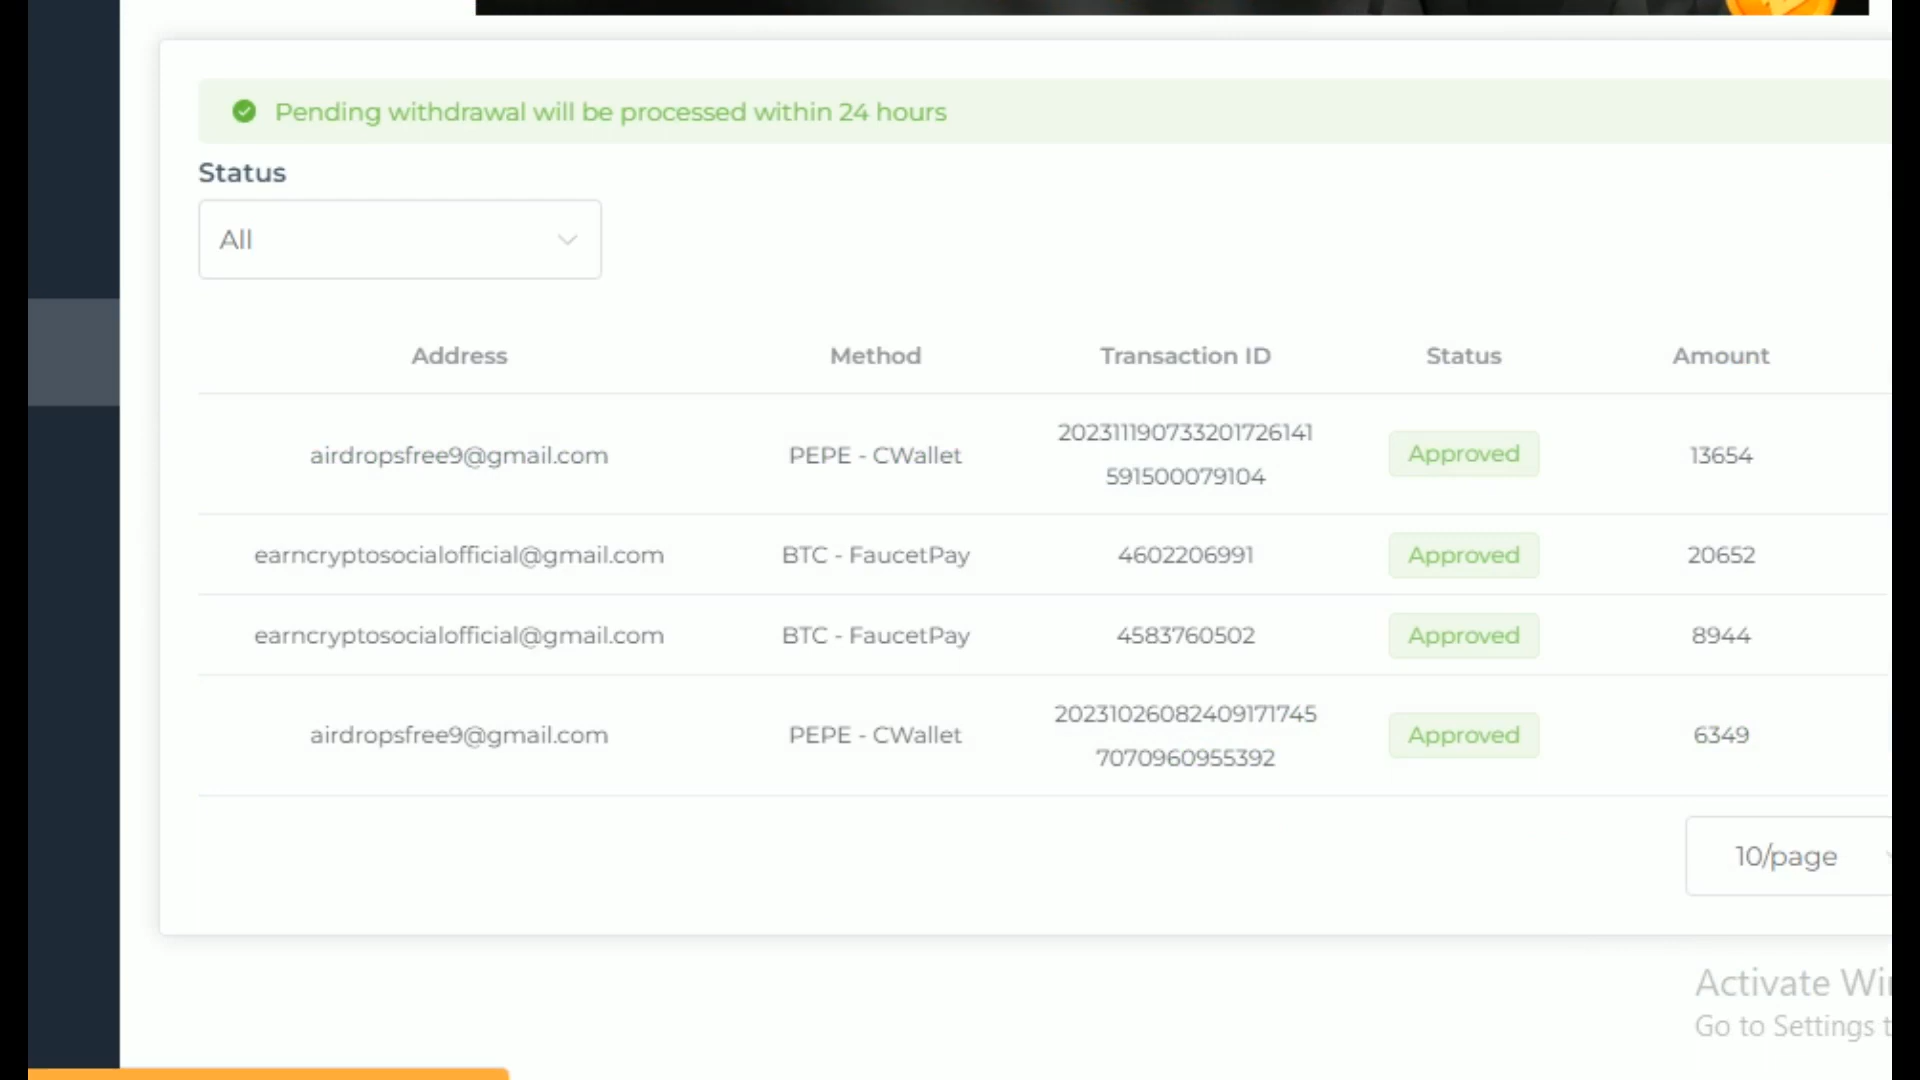 Pending withdrawal will be processed within 24 hours
Status
All
Address Method Transaction ID Status Amount
airdropsfree9@gmail.com PEPE - CWallet 202311190733201726141 Approved 13654
591500079104
earncryptosocialofficial@gmail.com BTC - FaucetPay 4602206991 Approved 20652
earncryptosocialofficial@gmail.com BTC - FaucetPay 4583760502 Approved 8944
airdropsfree9@gmail.com PEPE - CWallet 20231026082409171745 Approved 6349
7070960955392
10/page
Activate Wi
Go to Settings t